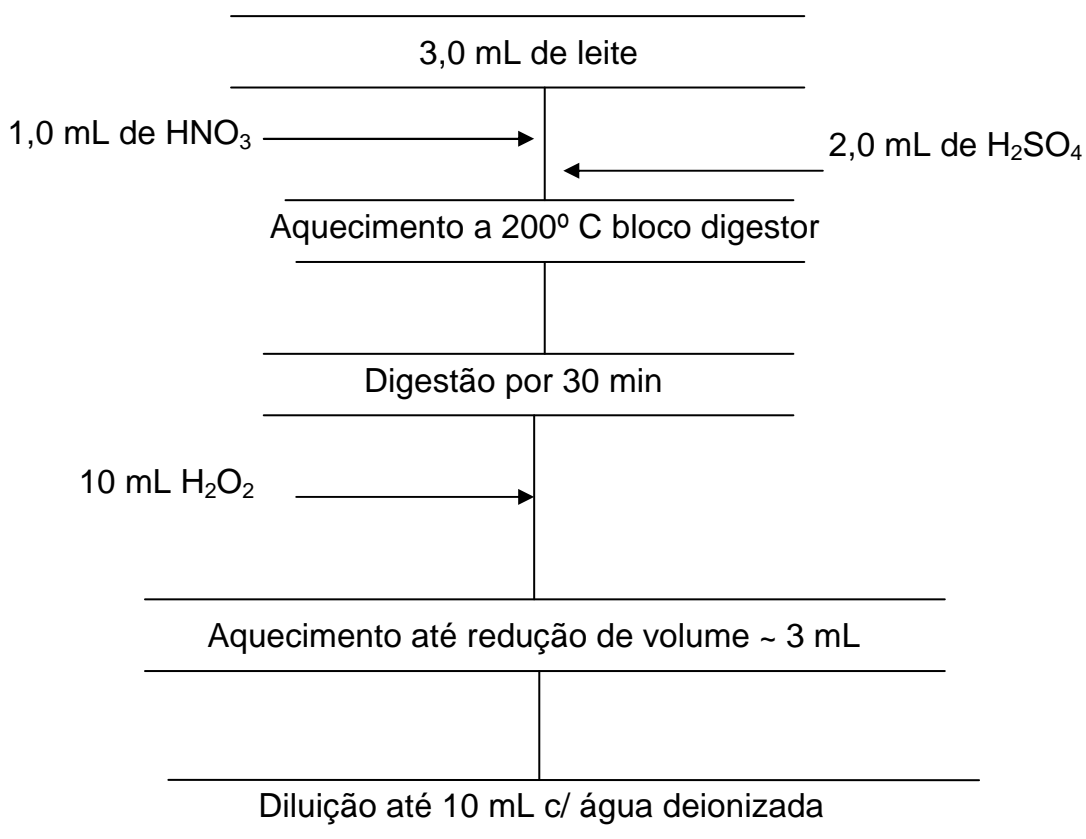 3,0 mL de leite
1,0 mL de HNO₃
2,0 mL de H₂SO₄
Aquecimento a 200º C bloco digestor
Digestão por 30 min
10 mL H₂O₂
Aquecimento até redução de volume ~ 3 mL
Diluição até 10 mL c/ água deionizada